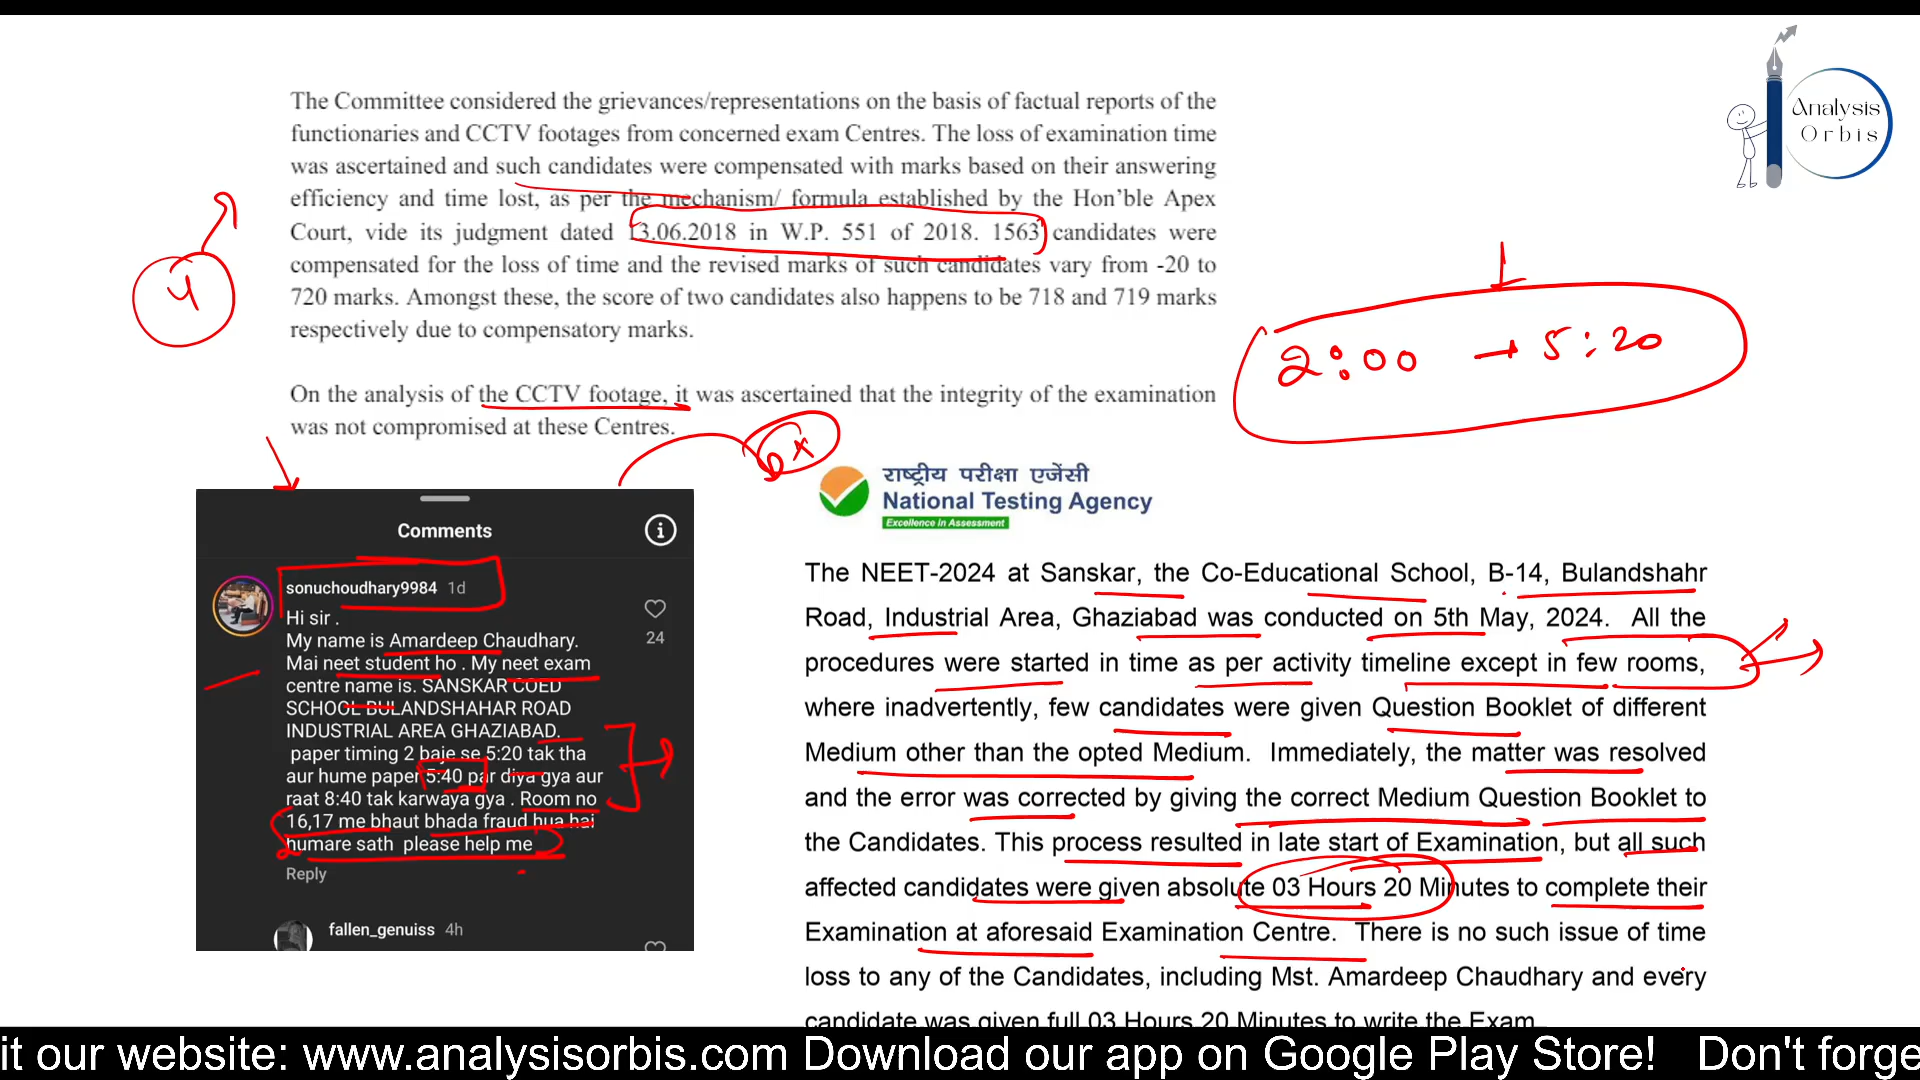 The Committee considered the grievances/representations on the basis of factual reports of the
functionaries and CCTV footages from concerned exam Centres. The loss of examination time
was ascertained and such candidates were compensated with marks based on their answering
efficiency and time lost, as per the mechanism/ formula established by the Hon'ble Apex
Court, vide its judgment dated 13.06.2018 in W.P. 551 of 2018. 1563 candidates were
compensated for the loss of time and the revised marks of such candidates vary from -20 to
720 marks. Amongst these, the score of two candidates also happens to be 718 and 719 marks
respectively due to compensatory marks.
On the analysis of the CCTV footage, it was ascertained that the integrity of the examination
was not compromised at these Centres.
Analysis
Orbis
4
2:00 → 5:20
Comments
sonuchoudhary9984 1d
Hi sir .
My name is Amardeep Chaudhary.
Mai neet student ho . My neet exam
centre name is. SANSKAR COED
SCHOOL BULANDSHAHAR ROAD
INDUSTRIAL AREA GHAZIABAD.
paper timing 2 baje se 5:20 tak tha
aur hume paper 5:40 par diya gya aur
raat 8:40 tak karwaya gya . Room no
16,17 me bhaut bhada fraud hua hai
humare sath please help me
24
Reply
fallen_geniuss 4h
राष्ट्रीय परीक्षा एजेंसी
National Testing Agency
Excellence in Assessment
The NEET-2024 at Sanskar, the Co-Educational School, B-14, Bulandshahr
Road, Industrial Area, Ghaziabad was conducted on 5th May, 2024. All the
procedures were started in time as per activity timeline except in few rooms,
where inadvertently, few candidates were given Question Booklet of different
Medium other than the opted Medium. Immediately, the matter was resolved
and the error was corrected by giving the correct Medium Question Booklet to
the Candidates. This process resulted in late start of Examination, but all such
affected candidates were given absolute 03 Hours 20 Minutes to complete their
Examination at aforesaid Examination Centre. There is no such issue of time
loss to any of the Candidates, including Mst. Amardeep Chaudhary and every
candidate was given full 03 Hours 20 Minutes to write the Exam
it our website: www.analysisorbis.com Download our app on Google Play Store! Don't forge